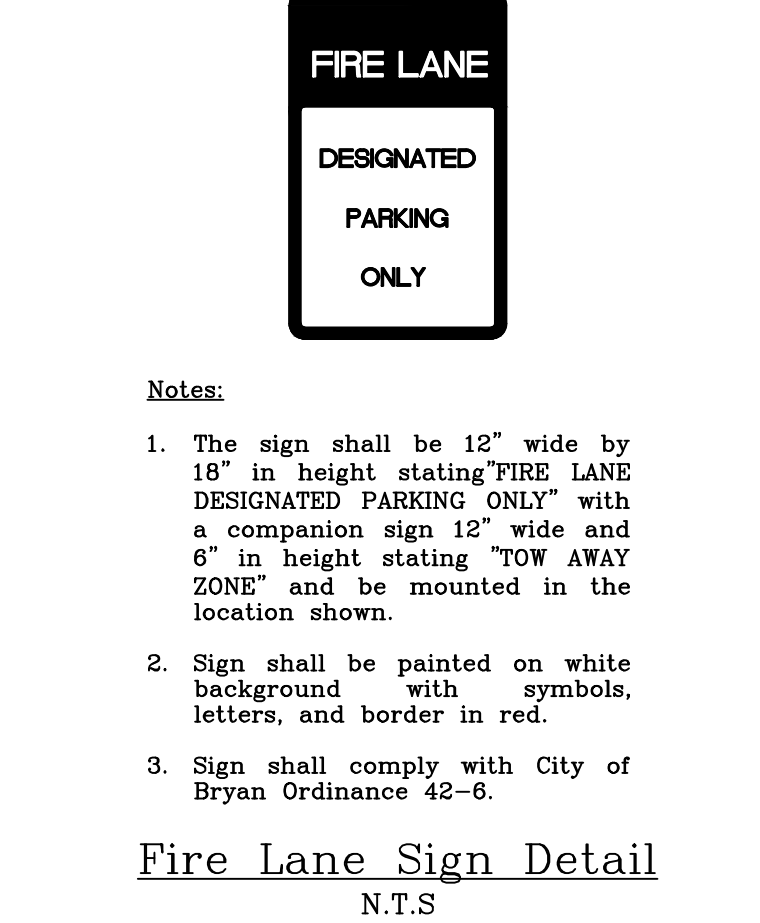 FIRE LANE
DESIGNATED
PARKING
ONLY
Notes:
1. The sign shall be 12" wide by
18" in height stating"FIRE LANE
DESIGNATED PARKING ONLY" with
a companion sign 12" wide and
6" in height stating "TOW AWAY
ZONE" and be mounted in the
location shown.
2. Sign shall be painted on white
background with symbols,
letters, and border in red.
3. Sign shall comply with City of
Bryan Ordinance 42-6.
Fire Lane Sign Detail
N.T.S